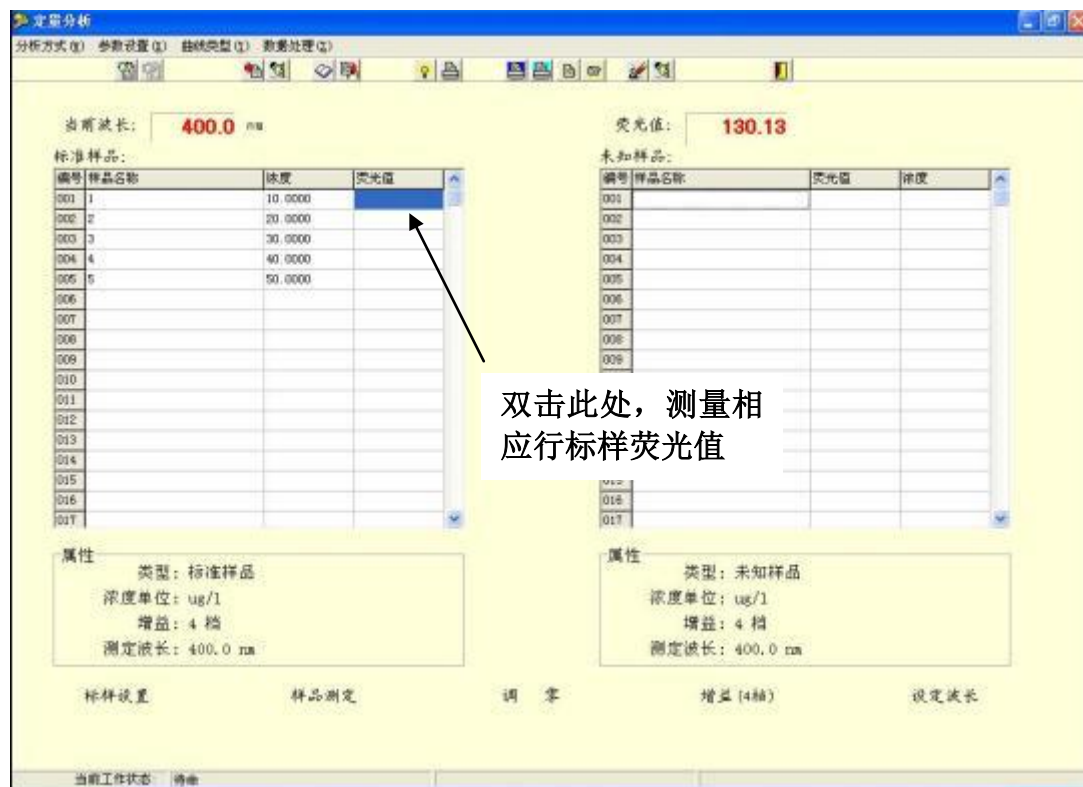 定量分析
分析方式(X) 参数设置(X) 曲线类型(X) 数据处理(X)
当前波长: 400.0 nm 荧光值: 130.13
标准样品: 未知样品:
编号 样品名称 浓度 荧光值 编号 样品名称 荧光值 浓度
001 1 10.0000 001
002 2 20.0000 002
003 3 30.0000 003
004 4 40.0000 004
005 5 50.0000 005
006 006
007 007
008 008
009 009
010
011
012
013
014
015 015
016 016
017 017
双击此处，测量相
应行标样荧光值
属性 属性
类型: 标准样品 类型: 未知样品
浓度单位: ug/l 浓度单位: ug/l
增益: 4 档 增益: 4 档
测定波长: 400.0 nm 测定波长: 400.0 nm
标样设置 样品测定 调 零 增益(4档) 设定波长
当前工作状态: 待命